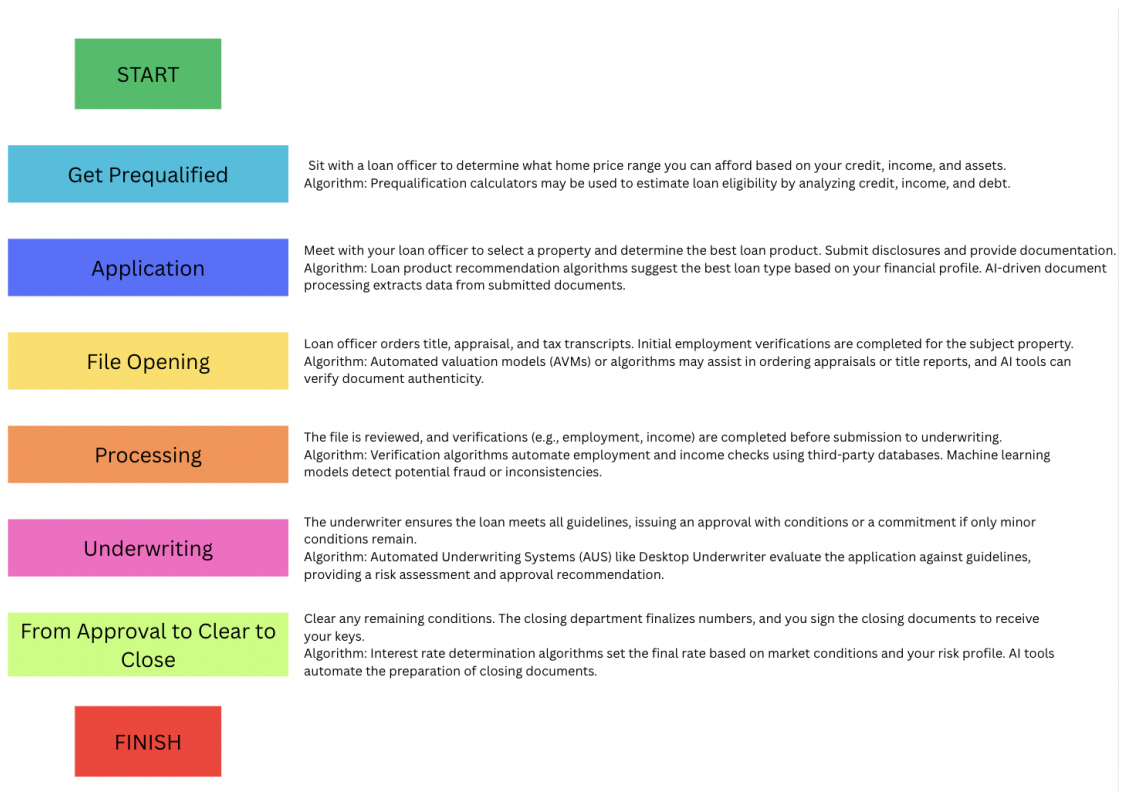 START
Get Prequalified
Sit with a loan officer to determine what home price range you can afford based on your credit, income, and assets.
Algorithm: Prequalification calculators may be used to estimate loan eligibility by analyzing credit, income, and debt.
Application
Meet with your loan officer to select a property and determine the best loan product. Submit disclosures and provide documentation.
Algorithm: Loan product recommendation algorithms suggest the best loan type based on your financial profile. AI-driven document
processing extracts data from submitted documents.
File Opening
Loan officer orders title, appraisal, and tax transcripts. Initial employment verifications are completed for the subject property.
Algorithm: Automated valuation models (AVMs) or algorithms may assist in ordering appraisals or title reports, and AI tools can
verify document authenticity.
Processing
The file is reviewed, and verifications (e.g., employment, income) are completed before submission to underwriting.
Algorithm: Verification algorithms automate employment and income checks using third-party databases. Machine learning
models detect potential fraud or inconsistencies.
Underwriting
The underwriter ensures the loan meets all guidelines, issuing an approval with conditions or a commitment if only minor
conditions remain.
Algorithm: Automated Underwriting Systems (AUS) like Desktop Underwriter evaluate the application against guidelines,
providing a risk assessment and approval recommendation.
From Approval to Clear to
Close
Clear any remaining conditions. The closing department finalizes numbers, and you sign the closing documents to receive
your keys.
Algorithm: Interest rate determination algorithms set the final rate based on market conditions and your risk profile. AI tools
automate the preparation of closing documents.
FINISH